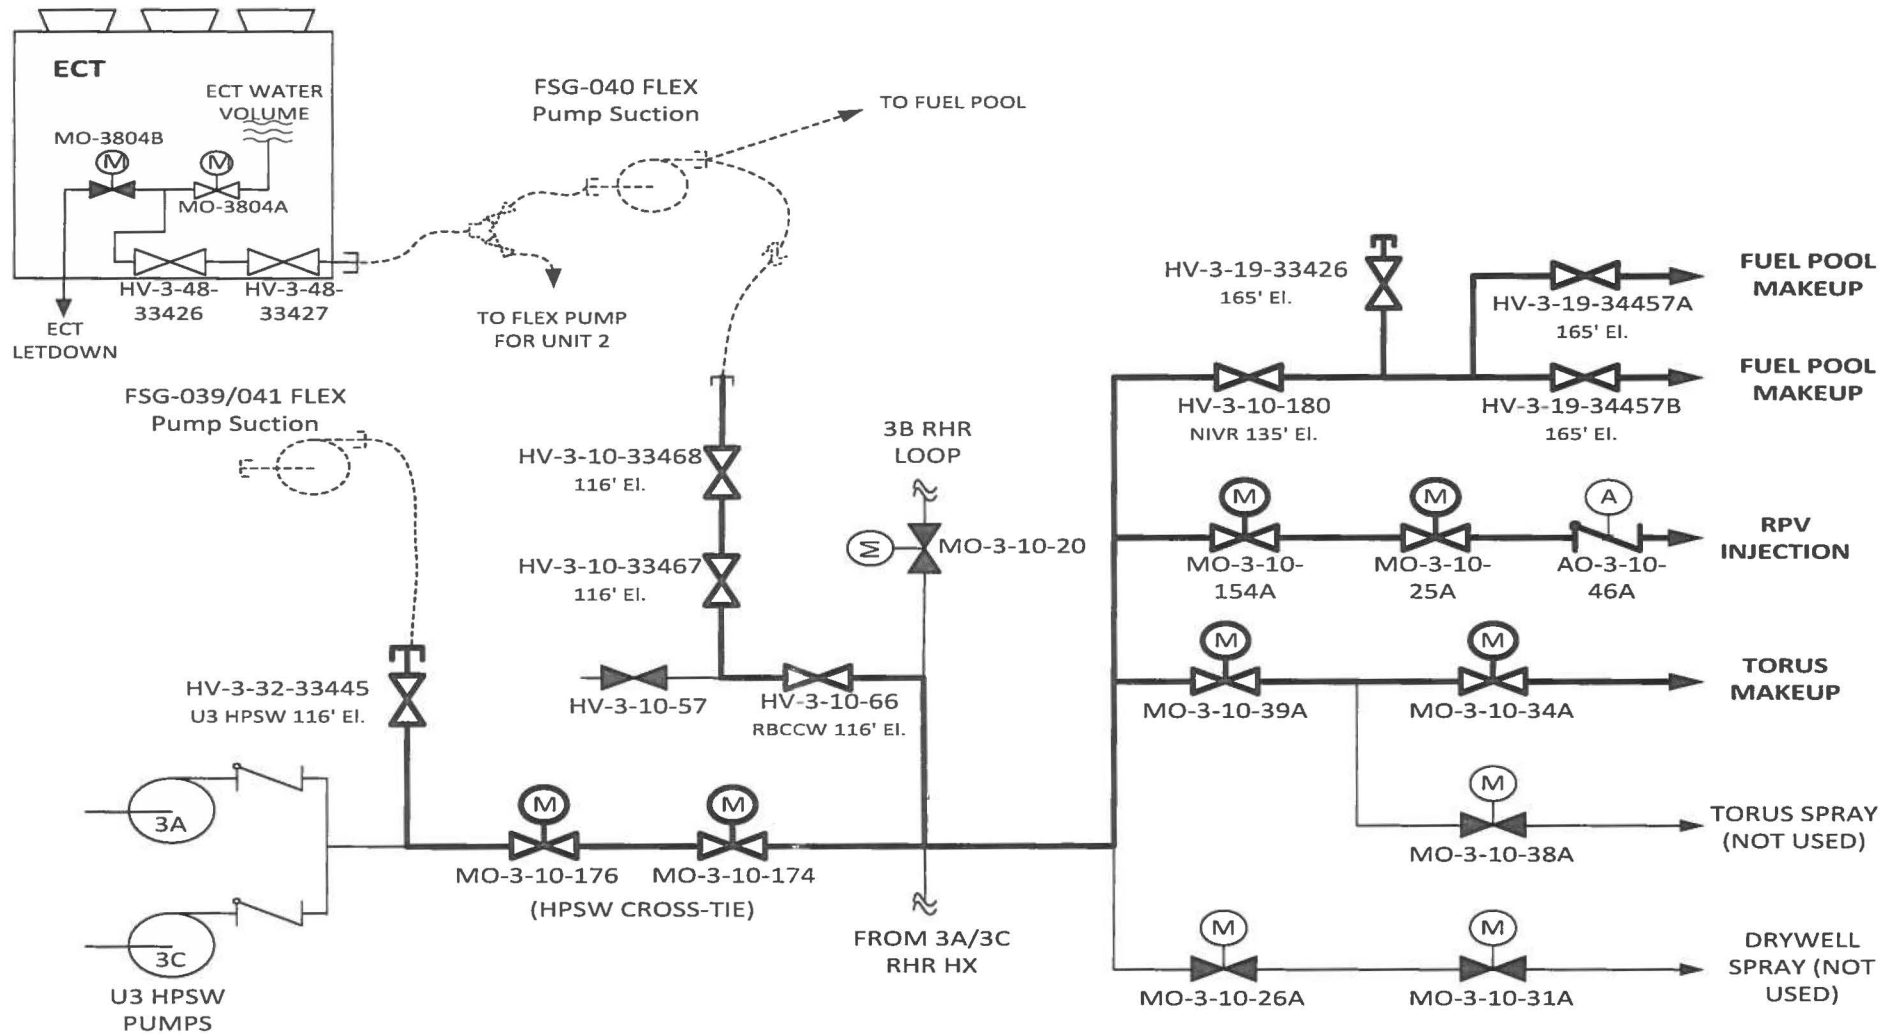 ECT
ECT WATER
VOLUME
MO-3804B
M
M
MO-3804A
HV-3-48-
33426
HV-3-48-
33427
ECT
LETDOWN
FSG-040 FLEX
Pump Suction
TO FUEL POOL
TO FLEX PUMP
FOR UNIT 2
FSG-039/041 FLEX
Pump Suction
HV-3-10-33468
116' El.
HV-3-10-33467
116' El.
3B RHR
LOOP
M
MO-3-10-20
HV-3-32-33445
U3 HPSW 116' El.
HV-3-10-57
HV-3-10-66
RBCCW 116' El.
3A
3C
U3 HPSW
PUMPS
M
MO-3-10-176
M
MO-3-10-174
(HPSW CROSS-TIE)
FROM 3A/3C
RHR HX
HV-3-19-33426
165' El.
HV-3-19-34457A
165' El.
FUEL POOL
MAKEUP
HV-3-10-180
NIVR 135' El.
HV-3-19-34457B
165' El.
FUEL POOL
MAKEUP
M
MO-3-10-
154A
M
MO-3-10-
25A
A
AO-3-10-
46A
RPV
INJECTION
M
MO-3-10-39A
M
MO-3-10-34A
TORUS
MAKEUP
M
MO-3-10-38A
TORUS SPRAY
(NOT USED)
M
MO-3-10-26A
M
MO-3-10-31A
DRYWELL
SPRAY (NOT
USED)